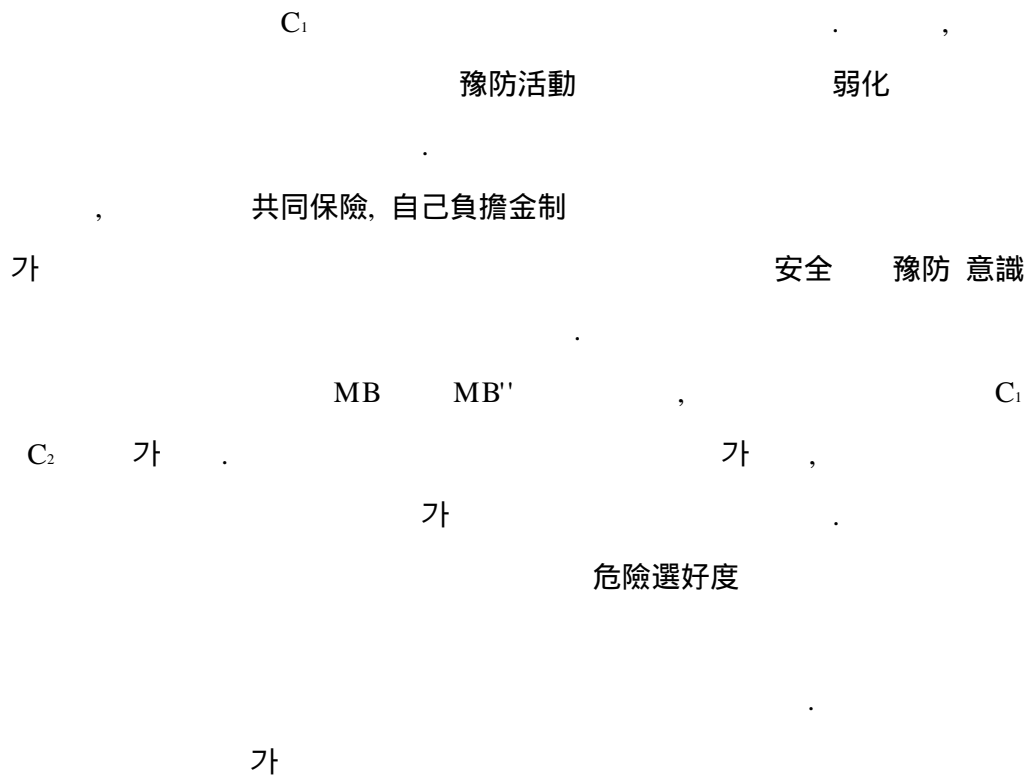 C₁ . ,
豫防活動 弱化
.
, 共同保險, 自己負擔金制
가 安全 豫防 意識
.
MB MB'' , C₁
C₂ 가 . 가 ,
가 .
危險選好度
.
가